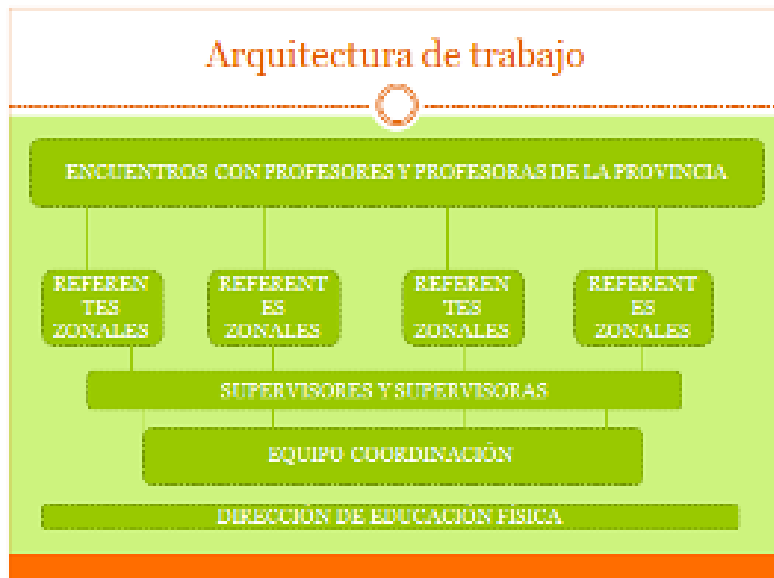 Arquitectura de trabajo
ENCUENTROS CON PROFESORES Y PROFESORAS DE LA PROVINCIA
REFEREN
TES
ZONALES
REFERENT
ES
ZONALES
REFEREN
TES
ZONALES
REFERENT
ES
ZONALES
SUPERVISORES Y SUPERVISORAS
EQUIPO COORDINACIÓN
DIRECCIÓN DE EDUCACIÓN FÍSICA